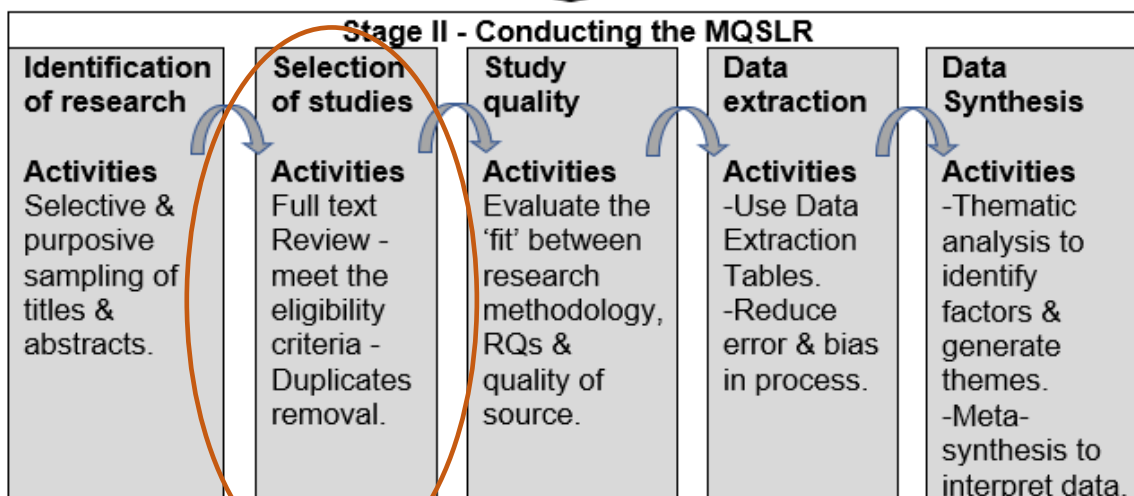 Stage II - Conducting the MQSLR
Identification
of research
Activities
Selective &
purposive
sampling of
titles &
abstracts.
Selection
of studies
Activities
Full text
Review -
meet the
eligibility
criteria -
Duplicates
removal.
Study
quality
Activities
Evaluate the
‘fit’ between
research
methodology,
RQs &
quality of
source.
Data
extraction
Activities
-Use Data
Extraction
Tables.
-Reduce
error & bias
in process.
Data
Synthesis
Activities
-Thematic
analysis to
identify
factors &
generate
themes.
-Meta-
synthesis to
interpret data.